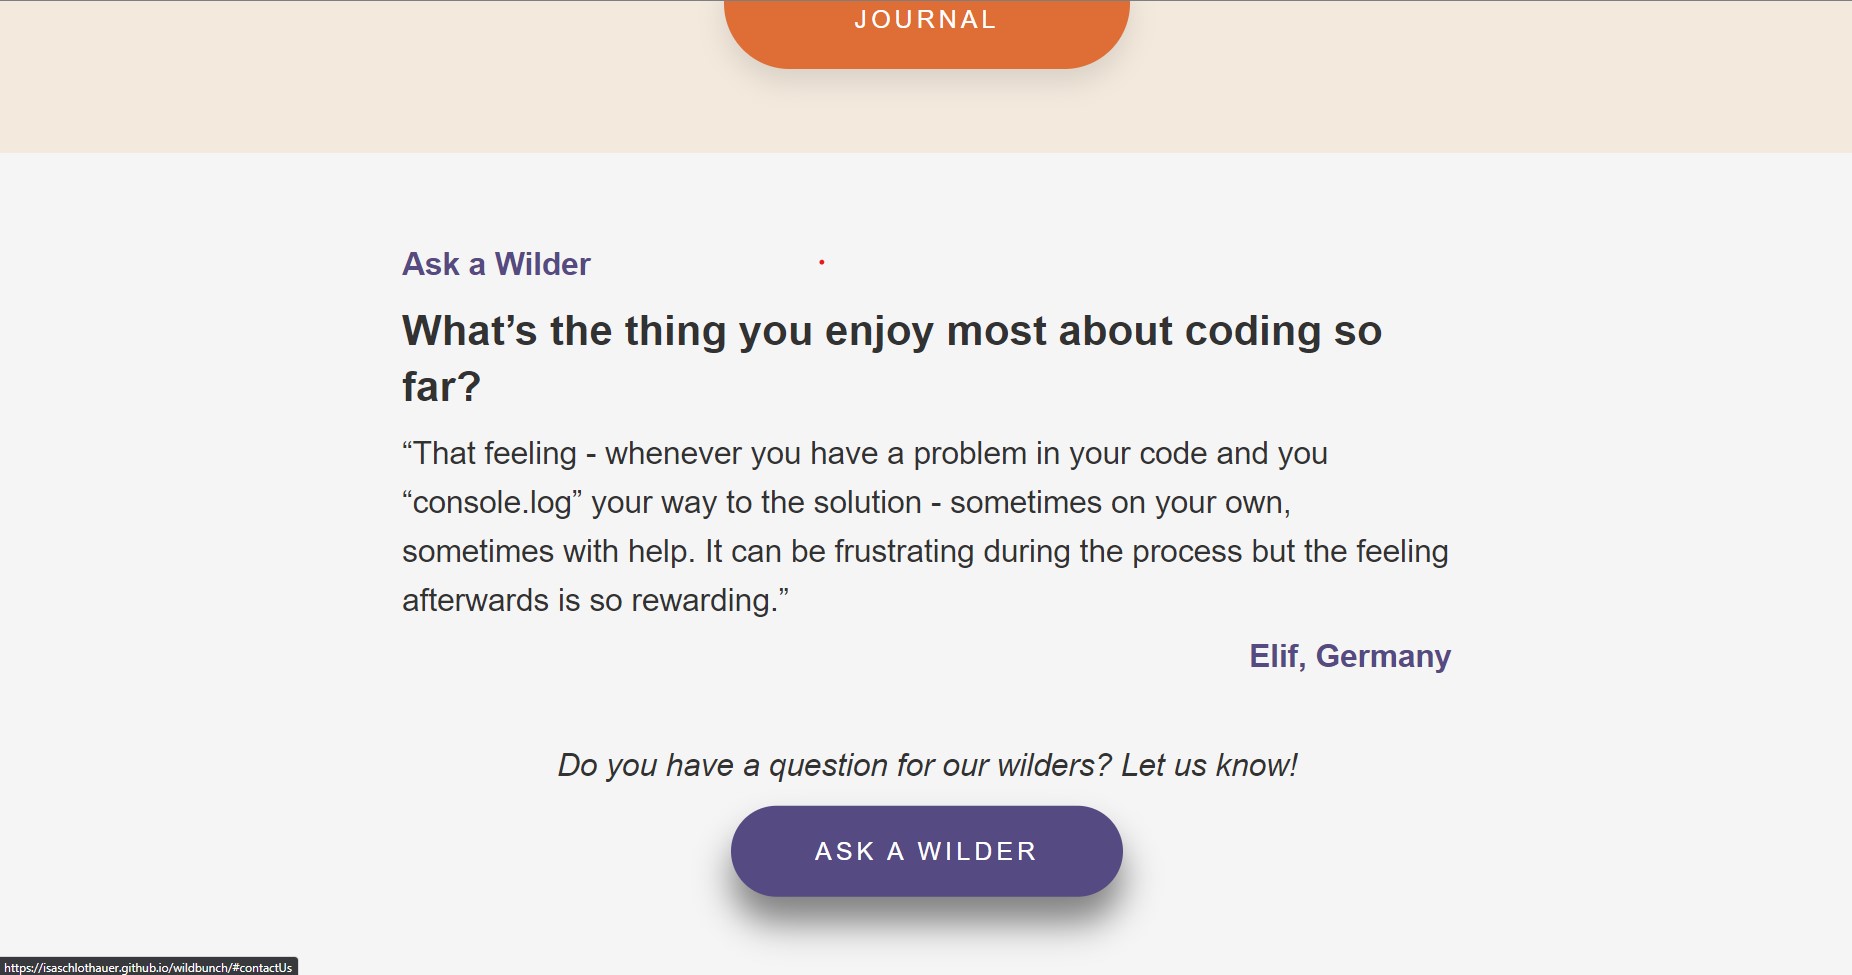 JOURNAL
Ask a Wilder
What’s the thing you enjoy most about coding so
far?
“That feeling - whenever you have a problem in your code and you
“console.log” your way to the solution - sometimes on your own,
sometimes with help. It can be frustrating during the process but the feeling
afterwards is so rewarding.”
Elif, Germany
Do you have a question for our wilders? Let us know!
ASK A WILDER
https://isaschlothauer.github.io/wildbunch/#contactUs